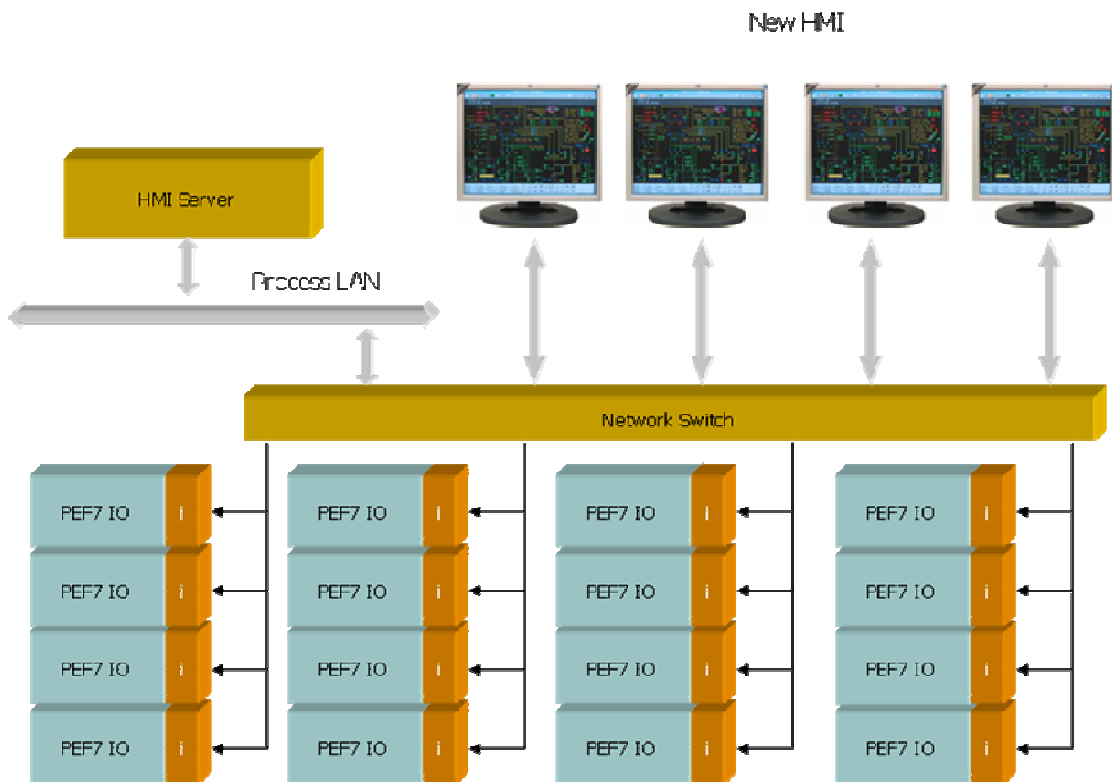 New HMI
HMI Server
Process LAN
Network Switch
PEF7 IO i PEF7 IO i PEF7 IO i PEF7 IO i
PEF7 IO i PEF7 IO i PEF7 IO i PEF7 IO i
PEF7 IO i PEF7 IO i PEF7 IO i PEF7 IO i
PEF7 IO i PEF7 IO i PEF7 IO i PEF7 IO i